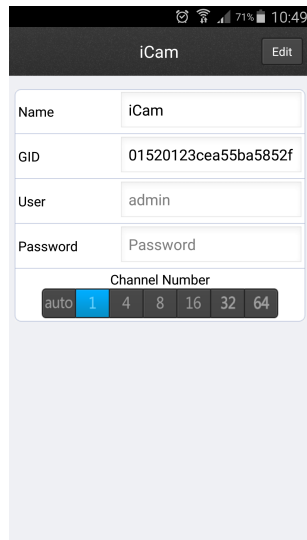 71% 10:49
iCam Edit
Name iCam
GID 01520123cea55ba5852f
User admin
Password Password
Channel Number
auto 1 4 8 16 32 64